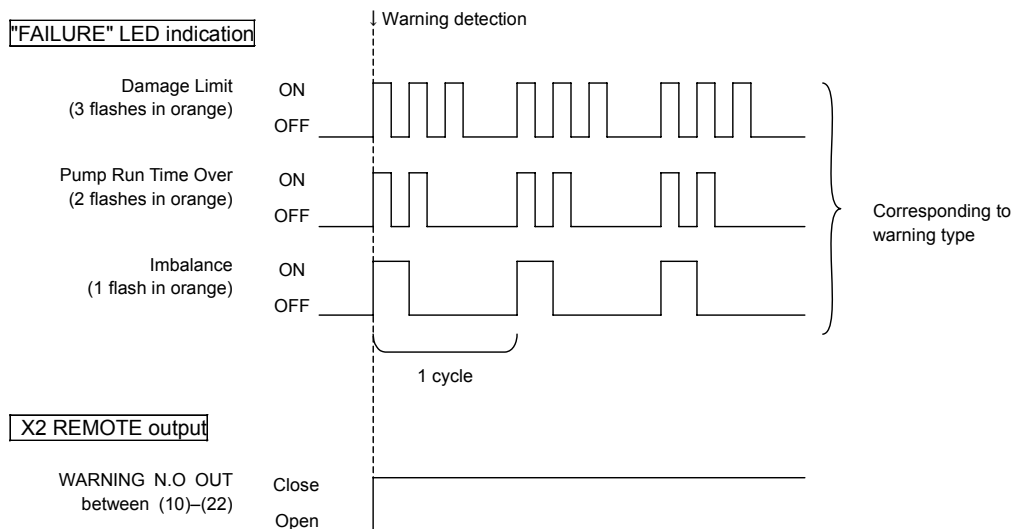 ↓ Warning detection
"FAILURE" LED indication
Damage Limit
(3 flashes in orange)
ON
OFF
Pump Run Time Over
(2 flashes in orange)
ON
OFF
Imbalance
(1 flash in orange)
ON
OFF
Corresponding to
warning type
1 cycle
X2 REMOTE output
WARNING N.O OUT
between (10)–(22)
Close
Open